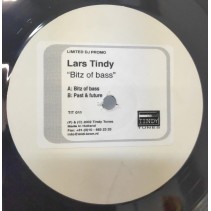 LIMITED DJ PROMO
Lars Tindy
"Bitz of bass"
A: Bitz of bass
B: Past & future
TINDY
TUNES
Made in Holland